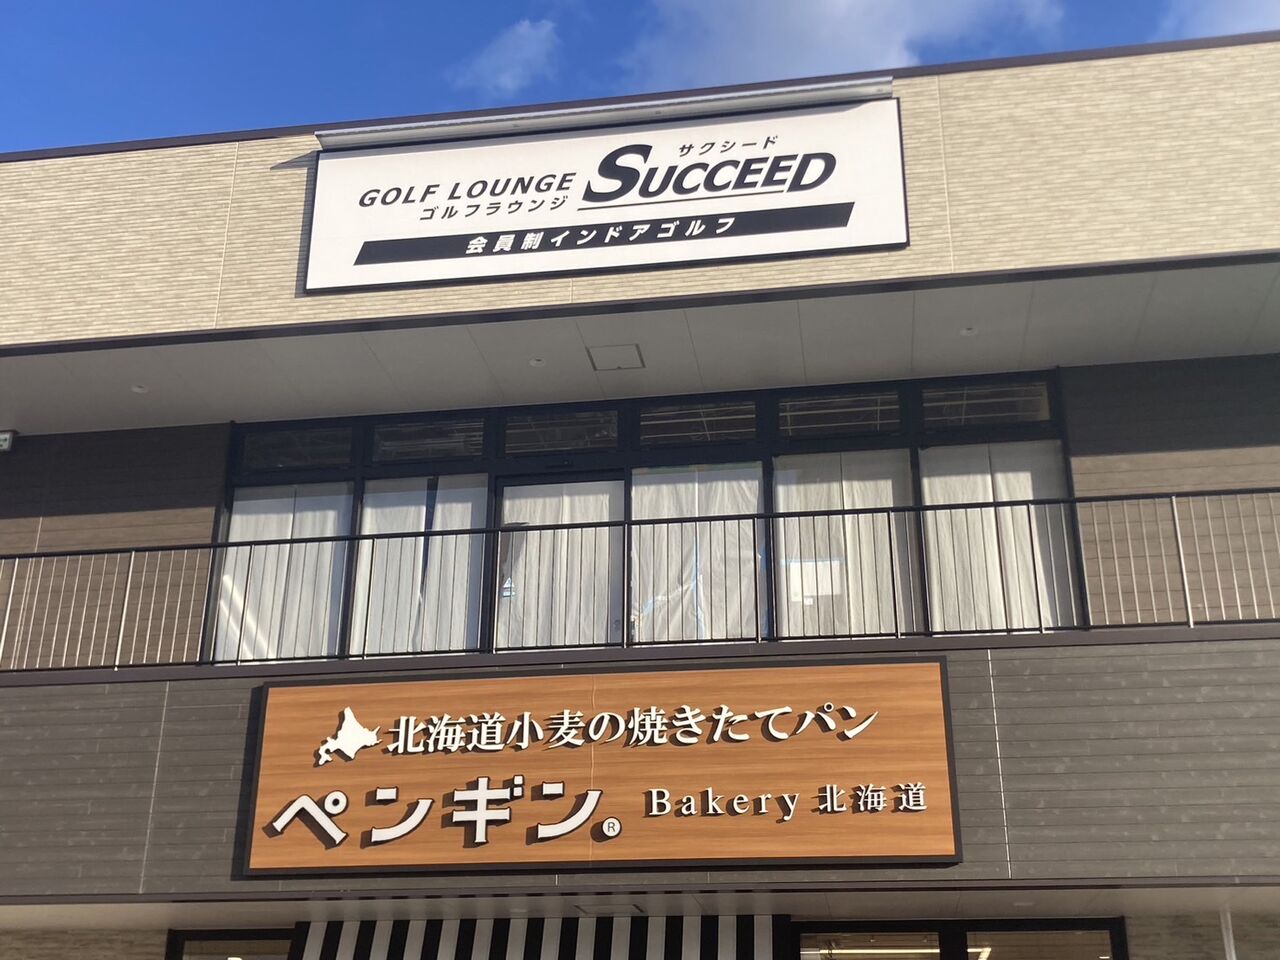 サクシード
GOLF LOUNGE SUCCEED
ゴルフラウンジ
会員制インドアゴルフ
北海道小麦の焼きたてパン
ペンギン® Bakery 北海道